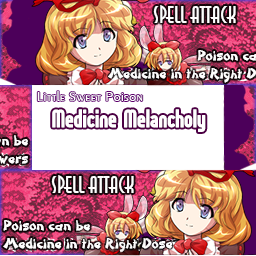 SPELL ATTACK
Poison can
Medicine in the Right Do
Little Sweet Poison
Medicine Melancholy
n be
wers
SPELL ATTACK
Poison can be
Medicine in the Right Dose